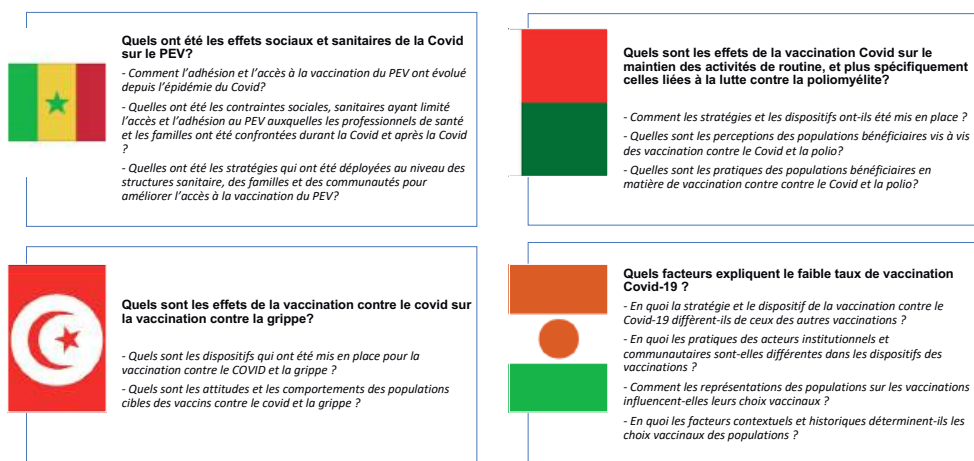 Quels ont été les effets sociaux et sanitaires de la Covid
sur le PEV?
- Comment l'adhésion et l'accès à la vaccination du PEV ont évolué
depuis l'épidémie du Covid?
- Quelles ont été les contraintes sociales, sanitaires ayant limité
l'accès et l'adhésion au PEV auxquelles les professionnels de santé
et les familles ont été confrontées durant la Covid et après la Covid
?
- Quelles ont été les stratégies qui ont été déployées au niveau des
structures sanitaire, des familles et des communautés pour
améliorer l'accès à la vaccination du PEV?
Quels sont les effets de la vaccination Covid sur le
maintien des activités de routine, et plus spécifiquement
celles liées à la lutte contre la poliomyélite?
- Comment les stratégies et les dispositifs ont-ils été mis en place ?
- Quelles sont les perceptions des populations bénéficiaires vis à vis
des vaccination contre le Covid et la polio?
- Quelles sont les pratiques des populations bénéficiaires en
matière de vaccination contre contre le Covid et la polio?
Quels sont les effets de la vaccination contre le covid sur
la vaccination contre la grippe?
- Quels sont les dispositifs qui ont été mis en place pour la
vaccination contre le COVID et la grippe ?
- Quels sont les attitudes et les comportements des populations
cibles des vaccins contre le covid et la grippe ?
Quels facteurs expliquent le faible taux de vaccination
Covid-19 ?
- En quoi la stratégie et le dispositif de la vaccination contre le
Covid-19 diffèrent-ils de ceux des autres vaccinations ?
- En quoi les pratiques des acteurs institutionnels et
communautaires sont-elles différentes dans les dispositifs des
vaccinations ?
- Comment les représentations des populations sur les vaccinations
influencent-elles leurs choix vaccinaux ?
- En quoi les facteurs contextuels et historiques déterminent-ils les
choix vaccinaux des populations ?